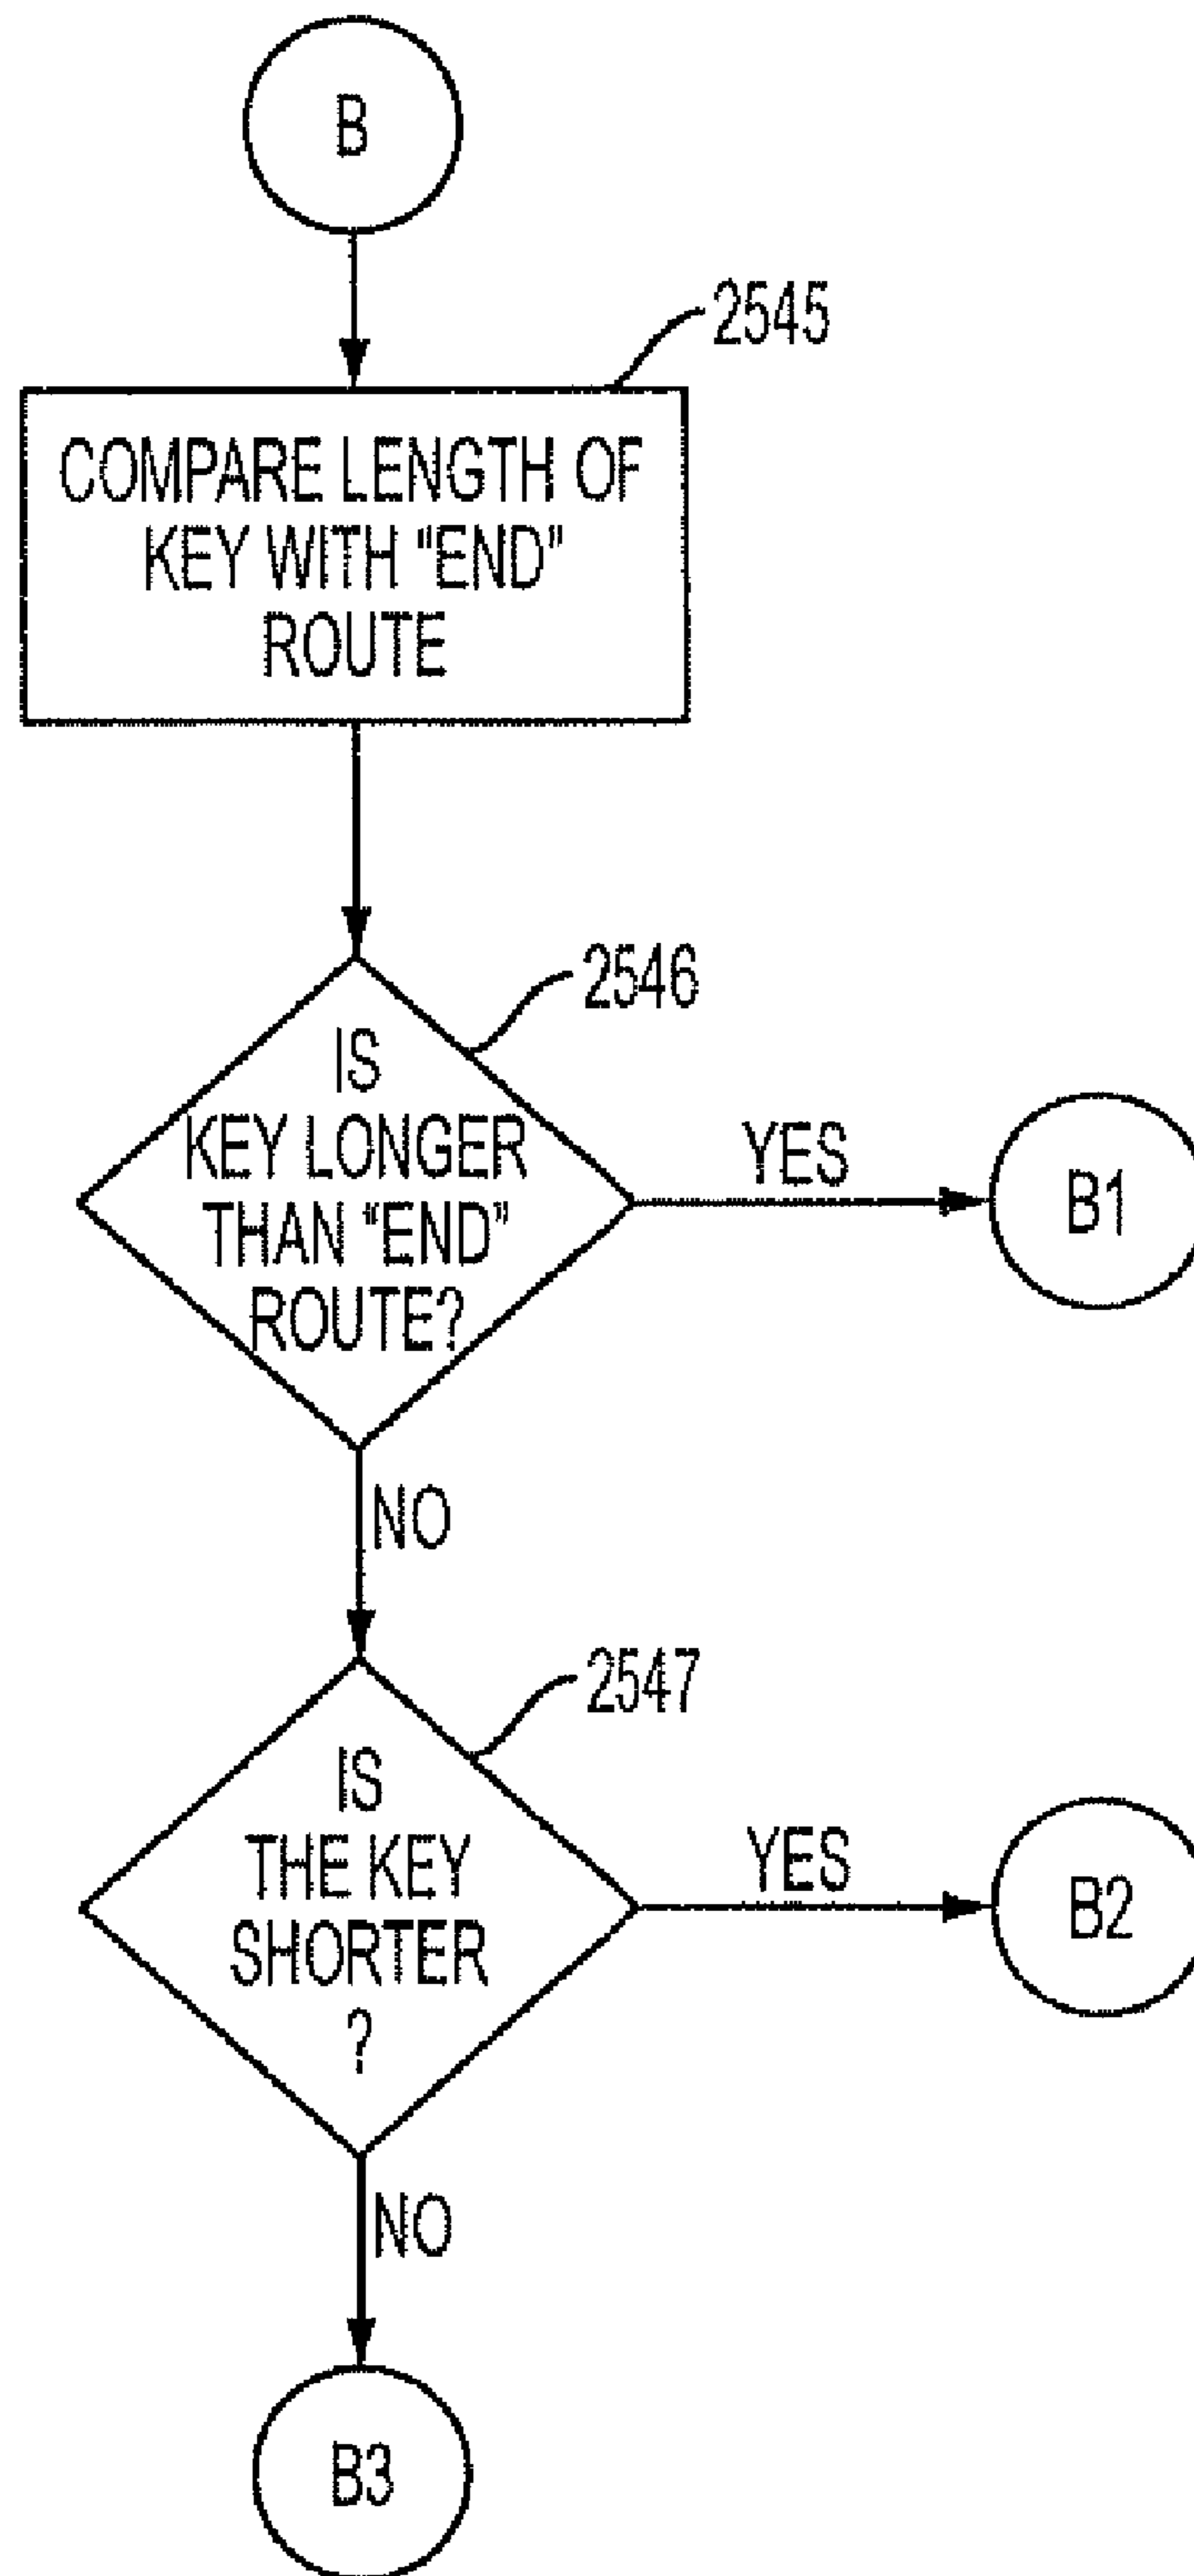 B
2545
COMPARE LENGTH OF
KEY WITH "END"
ROUTE
2546
IS
KEY LONGER
THAN "END"
ROUTE?
YES
B1
NO
2547
IS
THE KEY
SHORTER
?
YES
B2
NO
B3